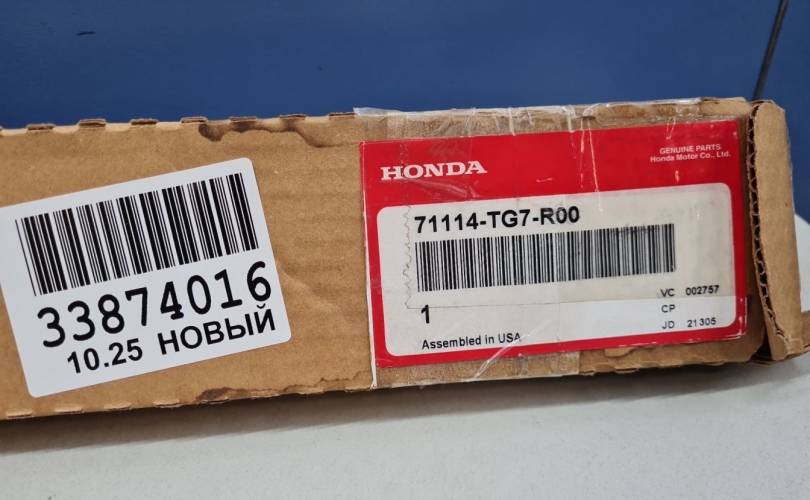 33874016
10.25 НОВЫЙ
HONDA
GENUINE PARTS
Honda Motor Co., Ltd.
71114-TG7-R00
1
VC 002757
CP
Assembled in USA
JD 21305